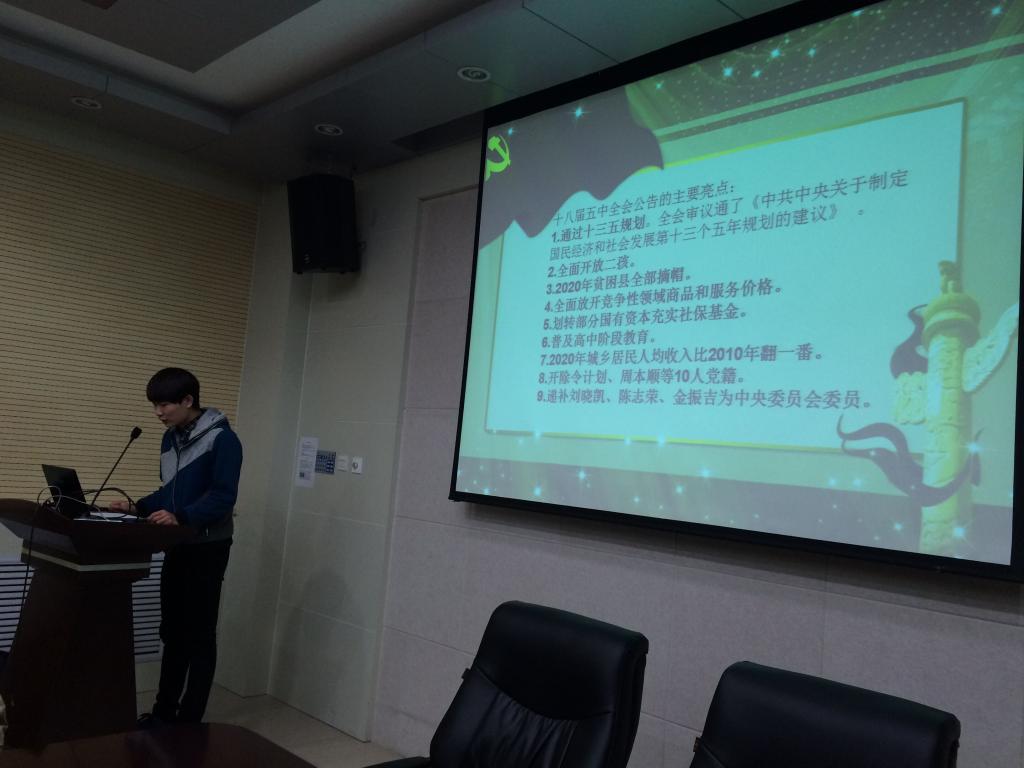 十八届五中全会公告的主要亮点：
1.通过十三五规划。全会审议通了《中共中央关于制定
国民经济和社会发展第十三个五年规划的建议》 。
2.全面开放二孩。
3.2020年贫困县全部摘帽。
4.全面放开竞争性领域商品和服务价格。
5.划转部分国有资本充实社保基金。
6.普及高中阶段教育。
7.2020年城乡居民人均收入比2010年翻一番。
8.开除令计划、周本顺等10人党籍。
9.递补刘晓凯、陈志荣、金振吉为中央委员会委员。